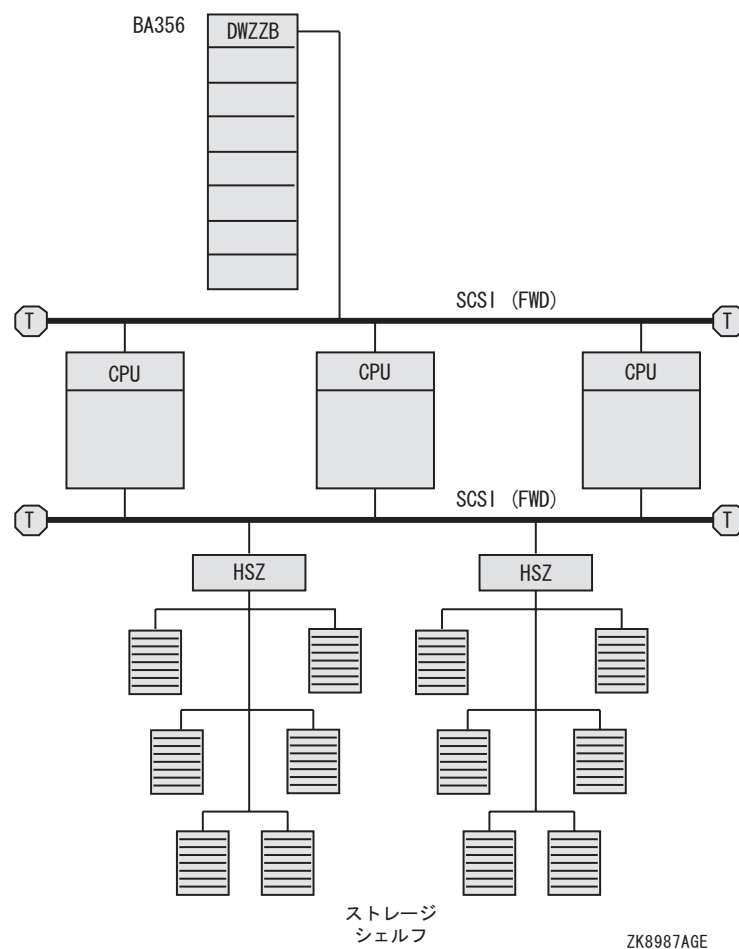 BA356
DWZZB
SCSI (FWD)
T
T
CPU
CPU
CPU
SCSI (FWD)
T
T
HSZ
HSZ
ストレージ
シェルフ
ZK8987AGE